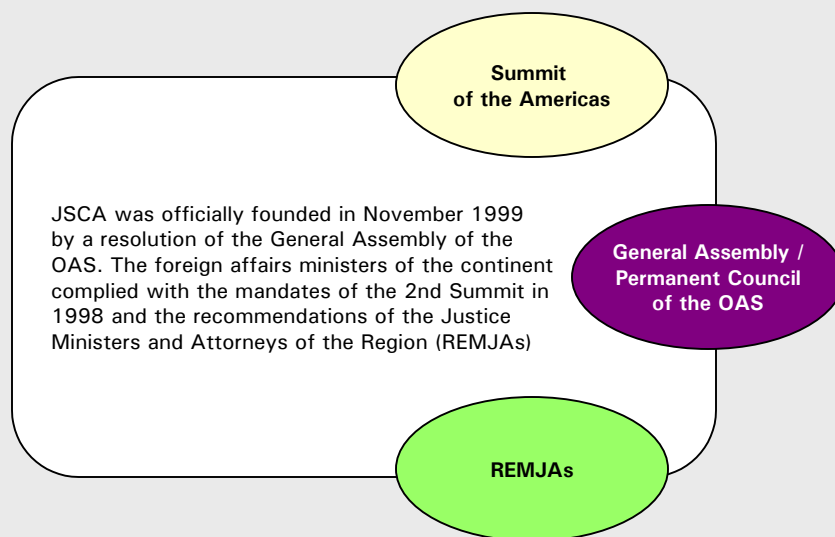 Summit
of the Americas
JSCA was officially founded in November 1999
by a resolution of the General Assembly of the
OAS. The foreign affairs ministers of the continent
complied with the mandates of the 2nd Summit in
1998 and the recommendations of the Justice
Ministers and Attorneys of the Region (REMJAs)
General Assembly /
Permanent Council
of the OAS
REMJAs